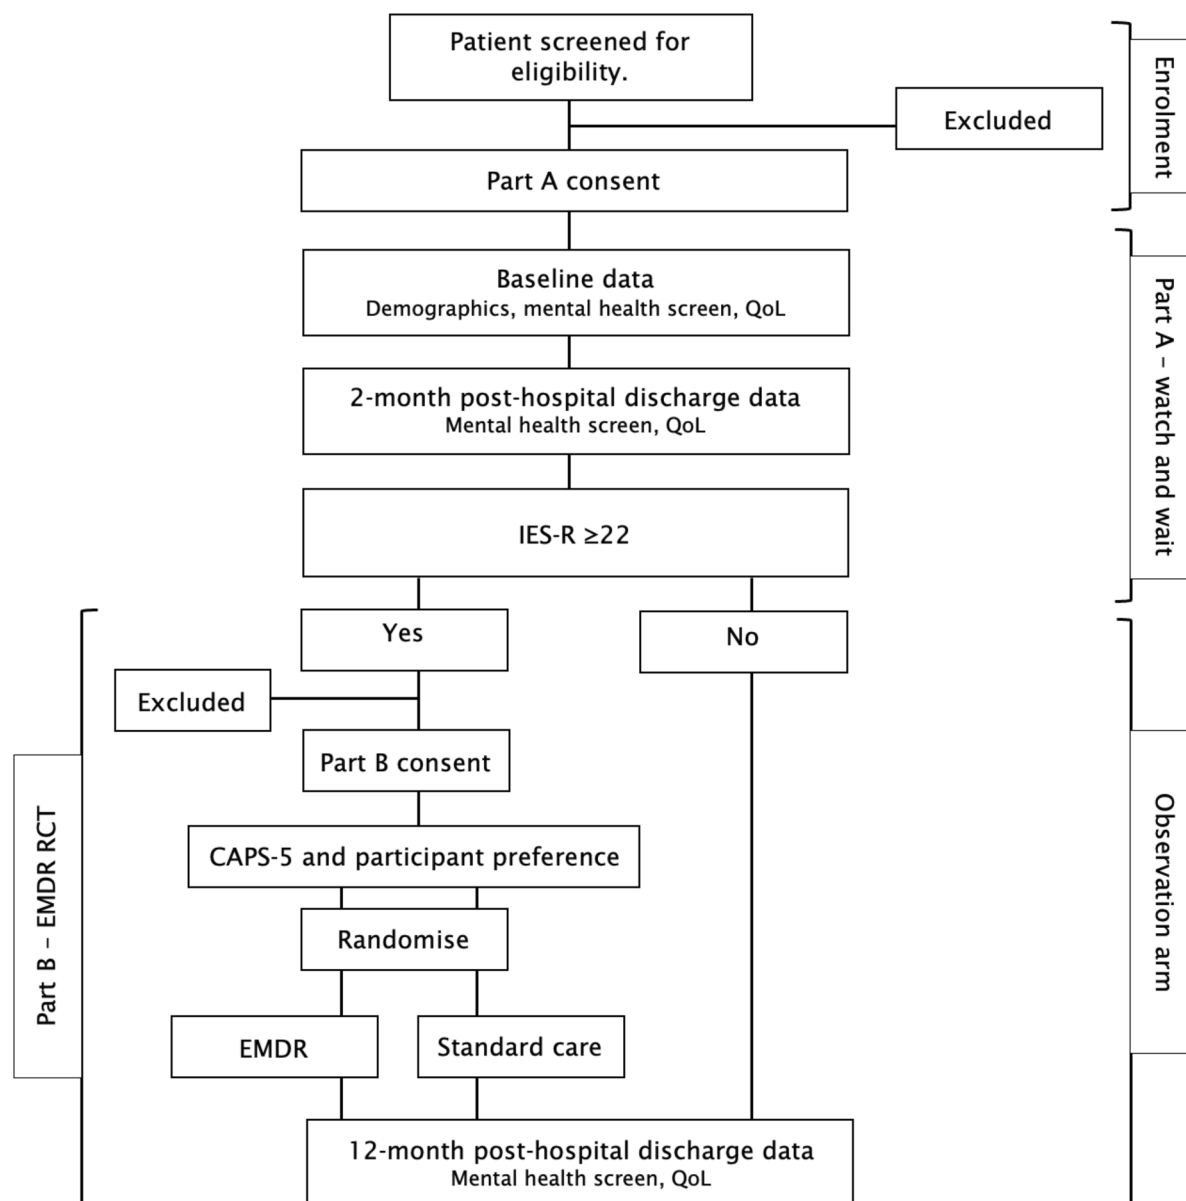 Patient screened for
eligibility.
Excluded
Enrolment
Part A consent
Baseline data
Demographics, mental health screen, QoL
2-month post-hospital discharge data
Mental health screen, QoL
Part A – watch and wait
IES-R ≥22
Yes
No
Excluded
Part B consent
CAPS-5 and participant preference
Randomise
EMDR
Standard care
Part B – EMDR RCT
Observation arm
12-month post-hospital discharge data
Mental health screen, QoL